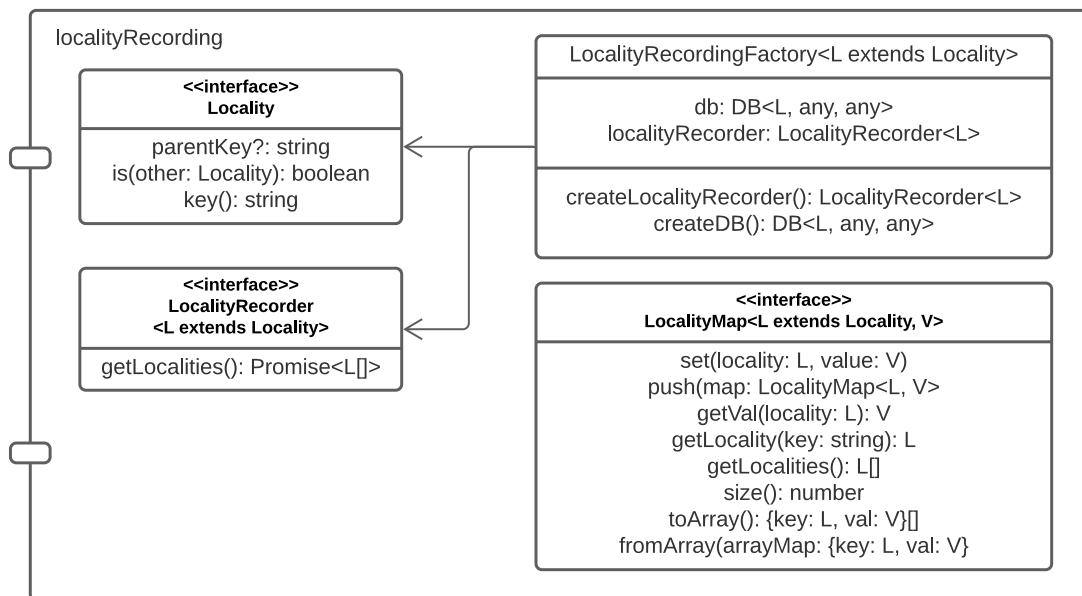 localityRecording
<<interface>>
Locality
parentKey?: string
is(other: Locality): boolean
key(): string
<<interface>>
LocalityRecorder
<L extends Locality>
getLocalities(): Promise<L[]>
LocalityRecordingFactory<L extends Locality>
db: DB<L, any, any>
localityRecorder: LocalityRecorder<L>
createLocalityRecorder(): LocalityRecorder<L>
createDB(): DB<L, any, any>
<<interface>>
LocalityMap<L extends Locality, V>
set(locality: L, value: V)
push(map: LocalityMap<L, V>
getVal(locality: L): V
getLocality(key: string): L
getLocalities(): L[]
size(): number
toArray(): {key: L, val: V}[]
fromArray(arrayMap: {key: L, val: V}